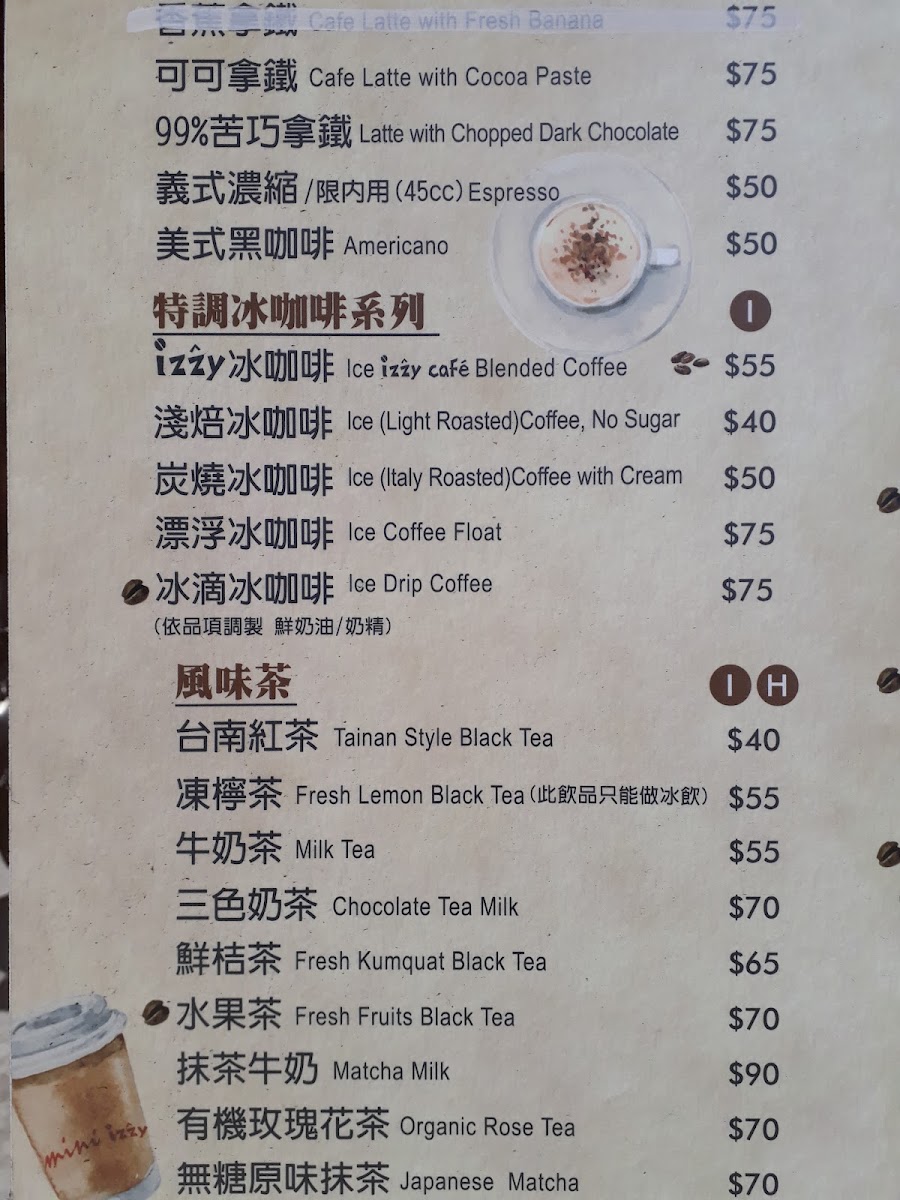 香蕉拿鐵 Cafe Latte with Fresh Banana $75
可可拿鐵 Cafe Latte with Cocoa Paste $75
99%苦巧拿鐵 Latte with Chopped Dark Chocolate $75
義式濃縮/限內用(45cc) Espresso $50
美式黑咖啡 Americano $50
特調冰咖啡系列 I
izzy冰咖啡 Ice izzy café Blended Coffee $55
淺焙冰咖啡 Ice (Light Roasted)Coffee, No Sugar $40
炭燒冰咖啡 Ice (Italy Roasted)Coffee with Cream $50
漂浮冰咖啡 Ice Coffee Float $75
冰滴冰咖啡 Ice Drip Coffee $75
(依品項調製 鮮奶油/奶精)
風味茶 I H
台南紅茶 Tainan Style Black Tea $40
凍檸茶 Fresh Lemon Black Tea(此飲品只能做冰飲) $55
牛奶茶 Milk Tea $55
三色奶茶 Chocolate Tea Milk $70
鮮桔茶 Fresh Kumquat Black Tea $65
水果茶 Fresh Fruits Black Tea $70
抹茶牛奶 Matcha Milk $90
有機玫瑰花茶 Organic Rose Tea $70
無糖原味抹茶 Japanese Matcha $70
mini izzy